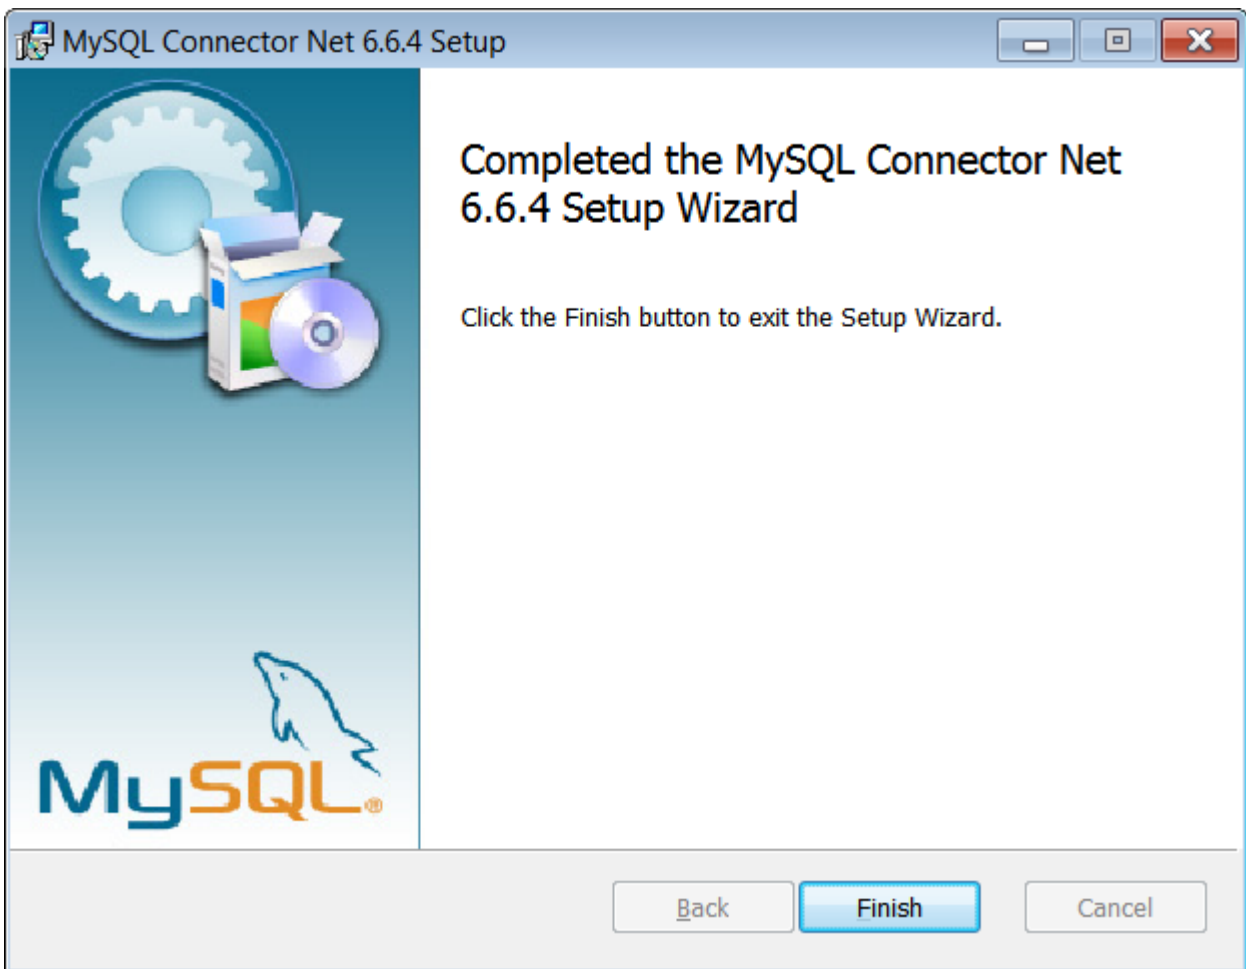 MySQL Connector Net 6.6.4 Setup
Completed the MySQL Connector Net
6.6.4 Setup Wizard
Click the Finish button to exit the Setup Wizard.
MySQL®
Back
Finish
Cancel